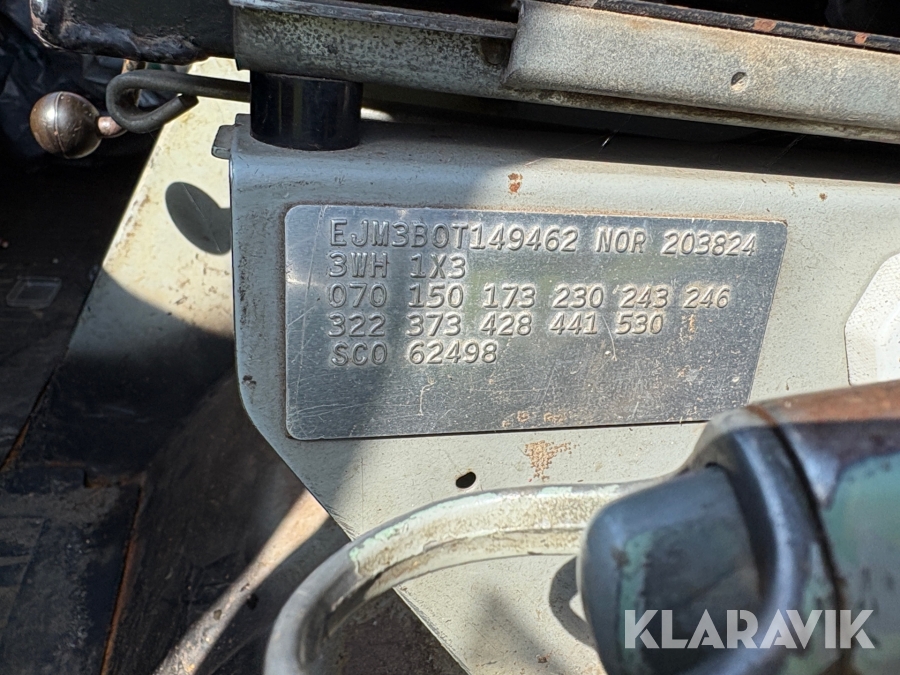 EJM3BOT149462 NOR 203824
3WH 1X3
070 150 173 230 243 246
322 373 428 441 530
SCO 62498
KLARAVIK